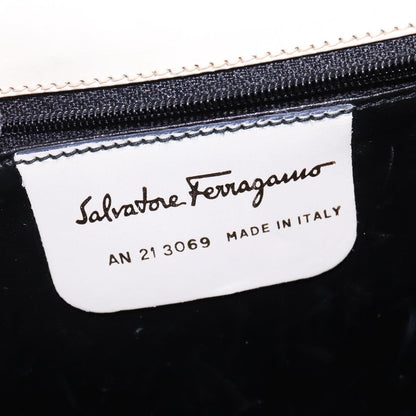 Salvatore Ferragamo
AN 21 3069 MADE IN ITALY